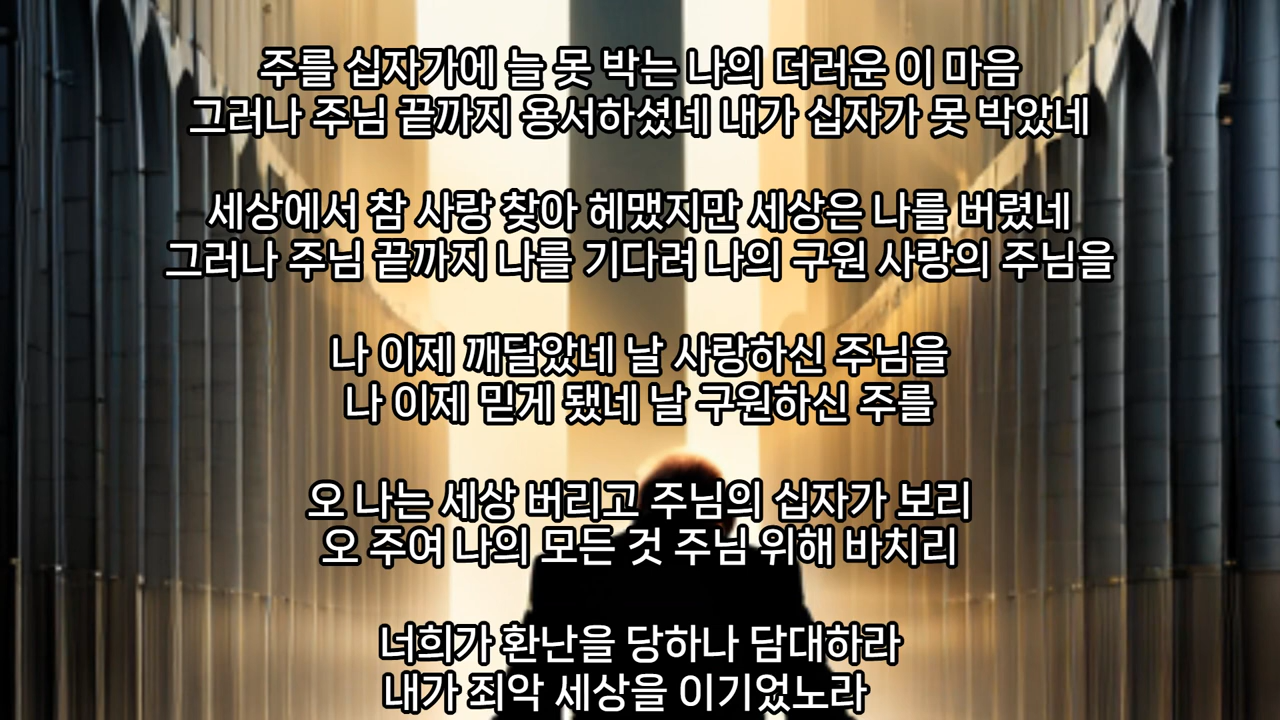 주를 십자가에 늘 못 박는 나의 더러운 이 마음
그러나 주님 끝까지 용서하셨네 내가 십자가 못 박았네
세상에서 참 사랑 찾아 헤맸지만 세상은 나를 버렸네
그러나 주님 끝까지 나를 기다려 나의 구원 사랑의 주님을
나 이제 깨달았네 날 사랑하신 주님을
나 이제 믿게 됐네 날 구원하신 주를
오 나는 세상 버리고 주님의 십자가 보리
오 주여 나의 모든 것 주님 위해 바치리
너희가 환난을 당하나 담대하라
내가 죄악 세상을 이기었노라